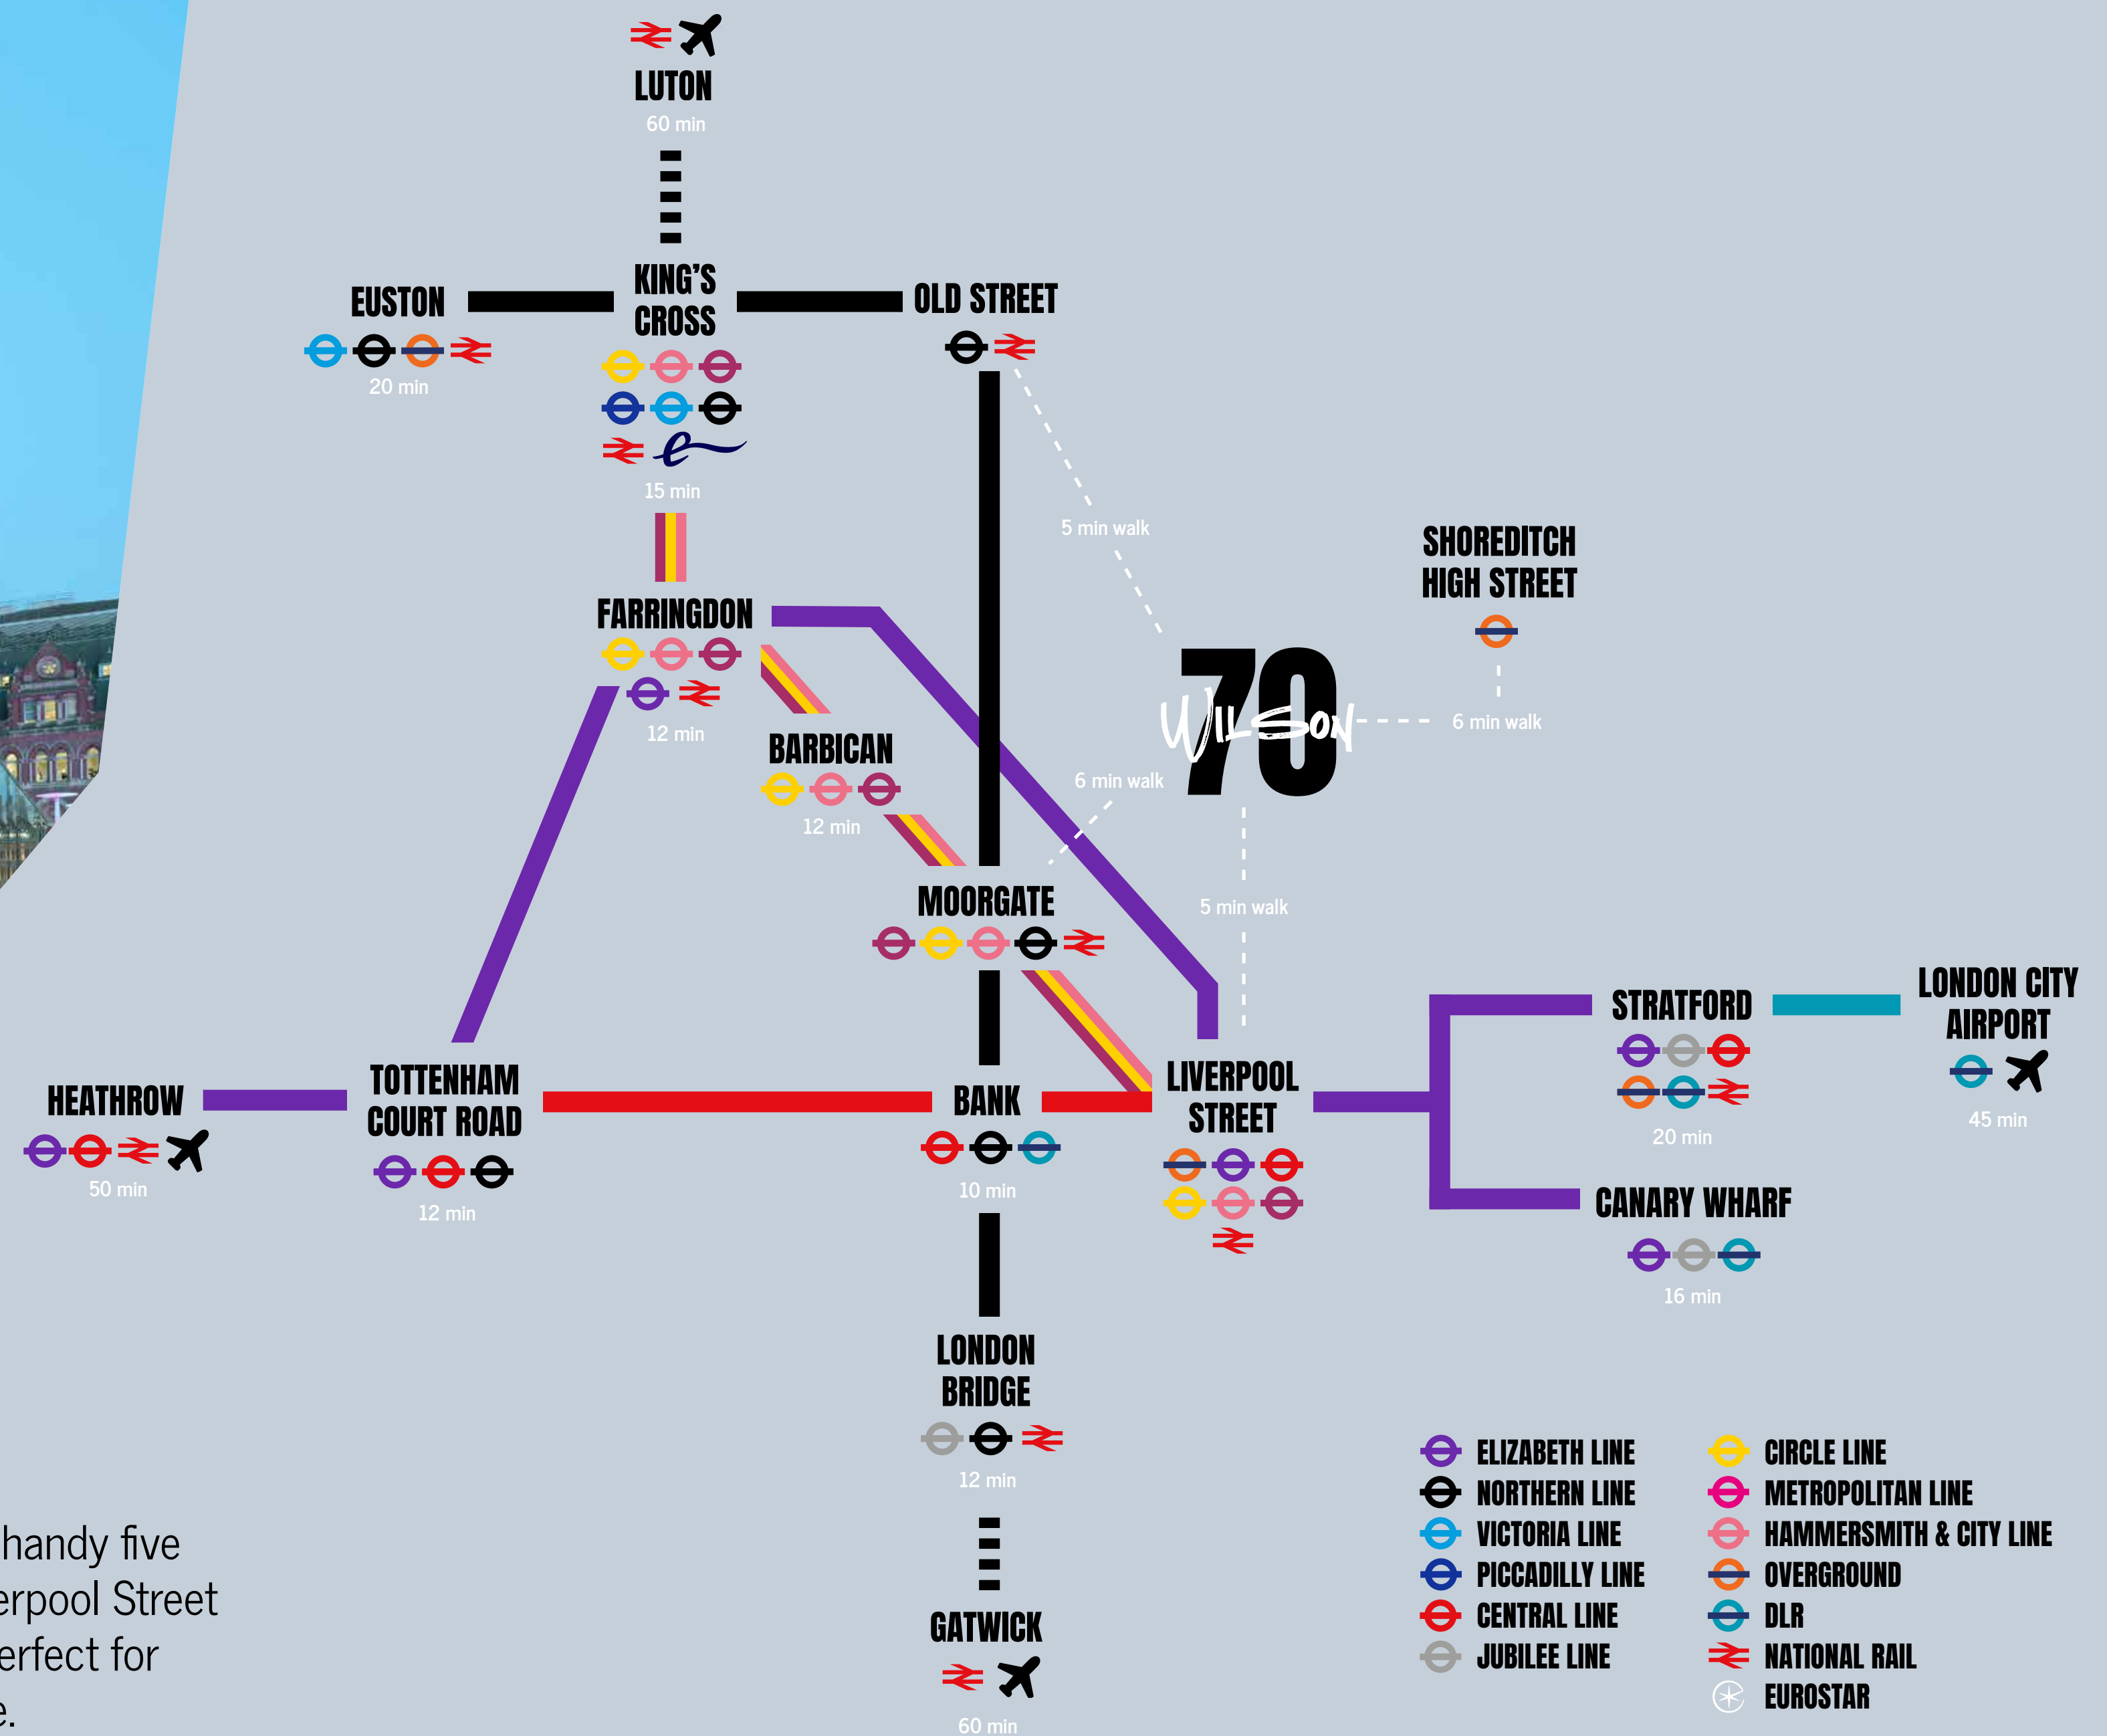 LUTON
60 min
EUSTON
20 min
KING’S
CROSS
15 min
OLD STREET
5 min walk
SHOREDITCH
HIGH STREET
6 min walk
FARRINGDON
12 min
70
WILSON
BARBICAN
12 min
6 min walk
MOORGATE
5 min walk
HEATHROW
50 min
TOTTENHAM
COURT ROAD
12 min
BANK
10 min
LIVERPOOL
STREET
STRATFORD
20 min
LONDON CITY
AIRPORT
45 min
CANARY WHARF
16 min
LONDON
BRIDGE
12 min
GATWICK
60 min
handy five
erpool Street
erfect for
e.
ELIZABETH LINE
NORTHERN LINE
VICTORIA LINE
PICCADILLY LINE
CENTRAL LINE
JUBILEE LINE
CIRCLE LINE
METROPOLITAN LINE
HAMMERSMITH & CITY LINE
OVERGROUND
DLR
NATIONAL RAIL
EUROSTAR